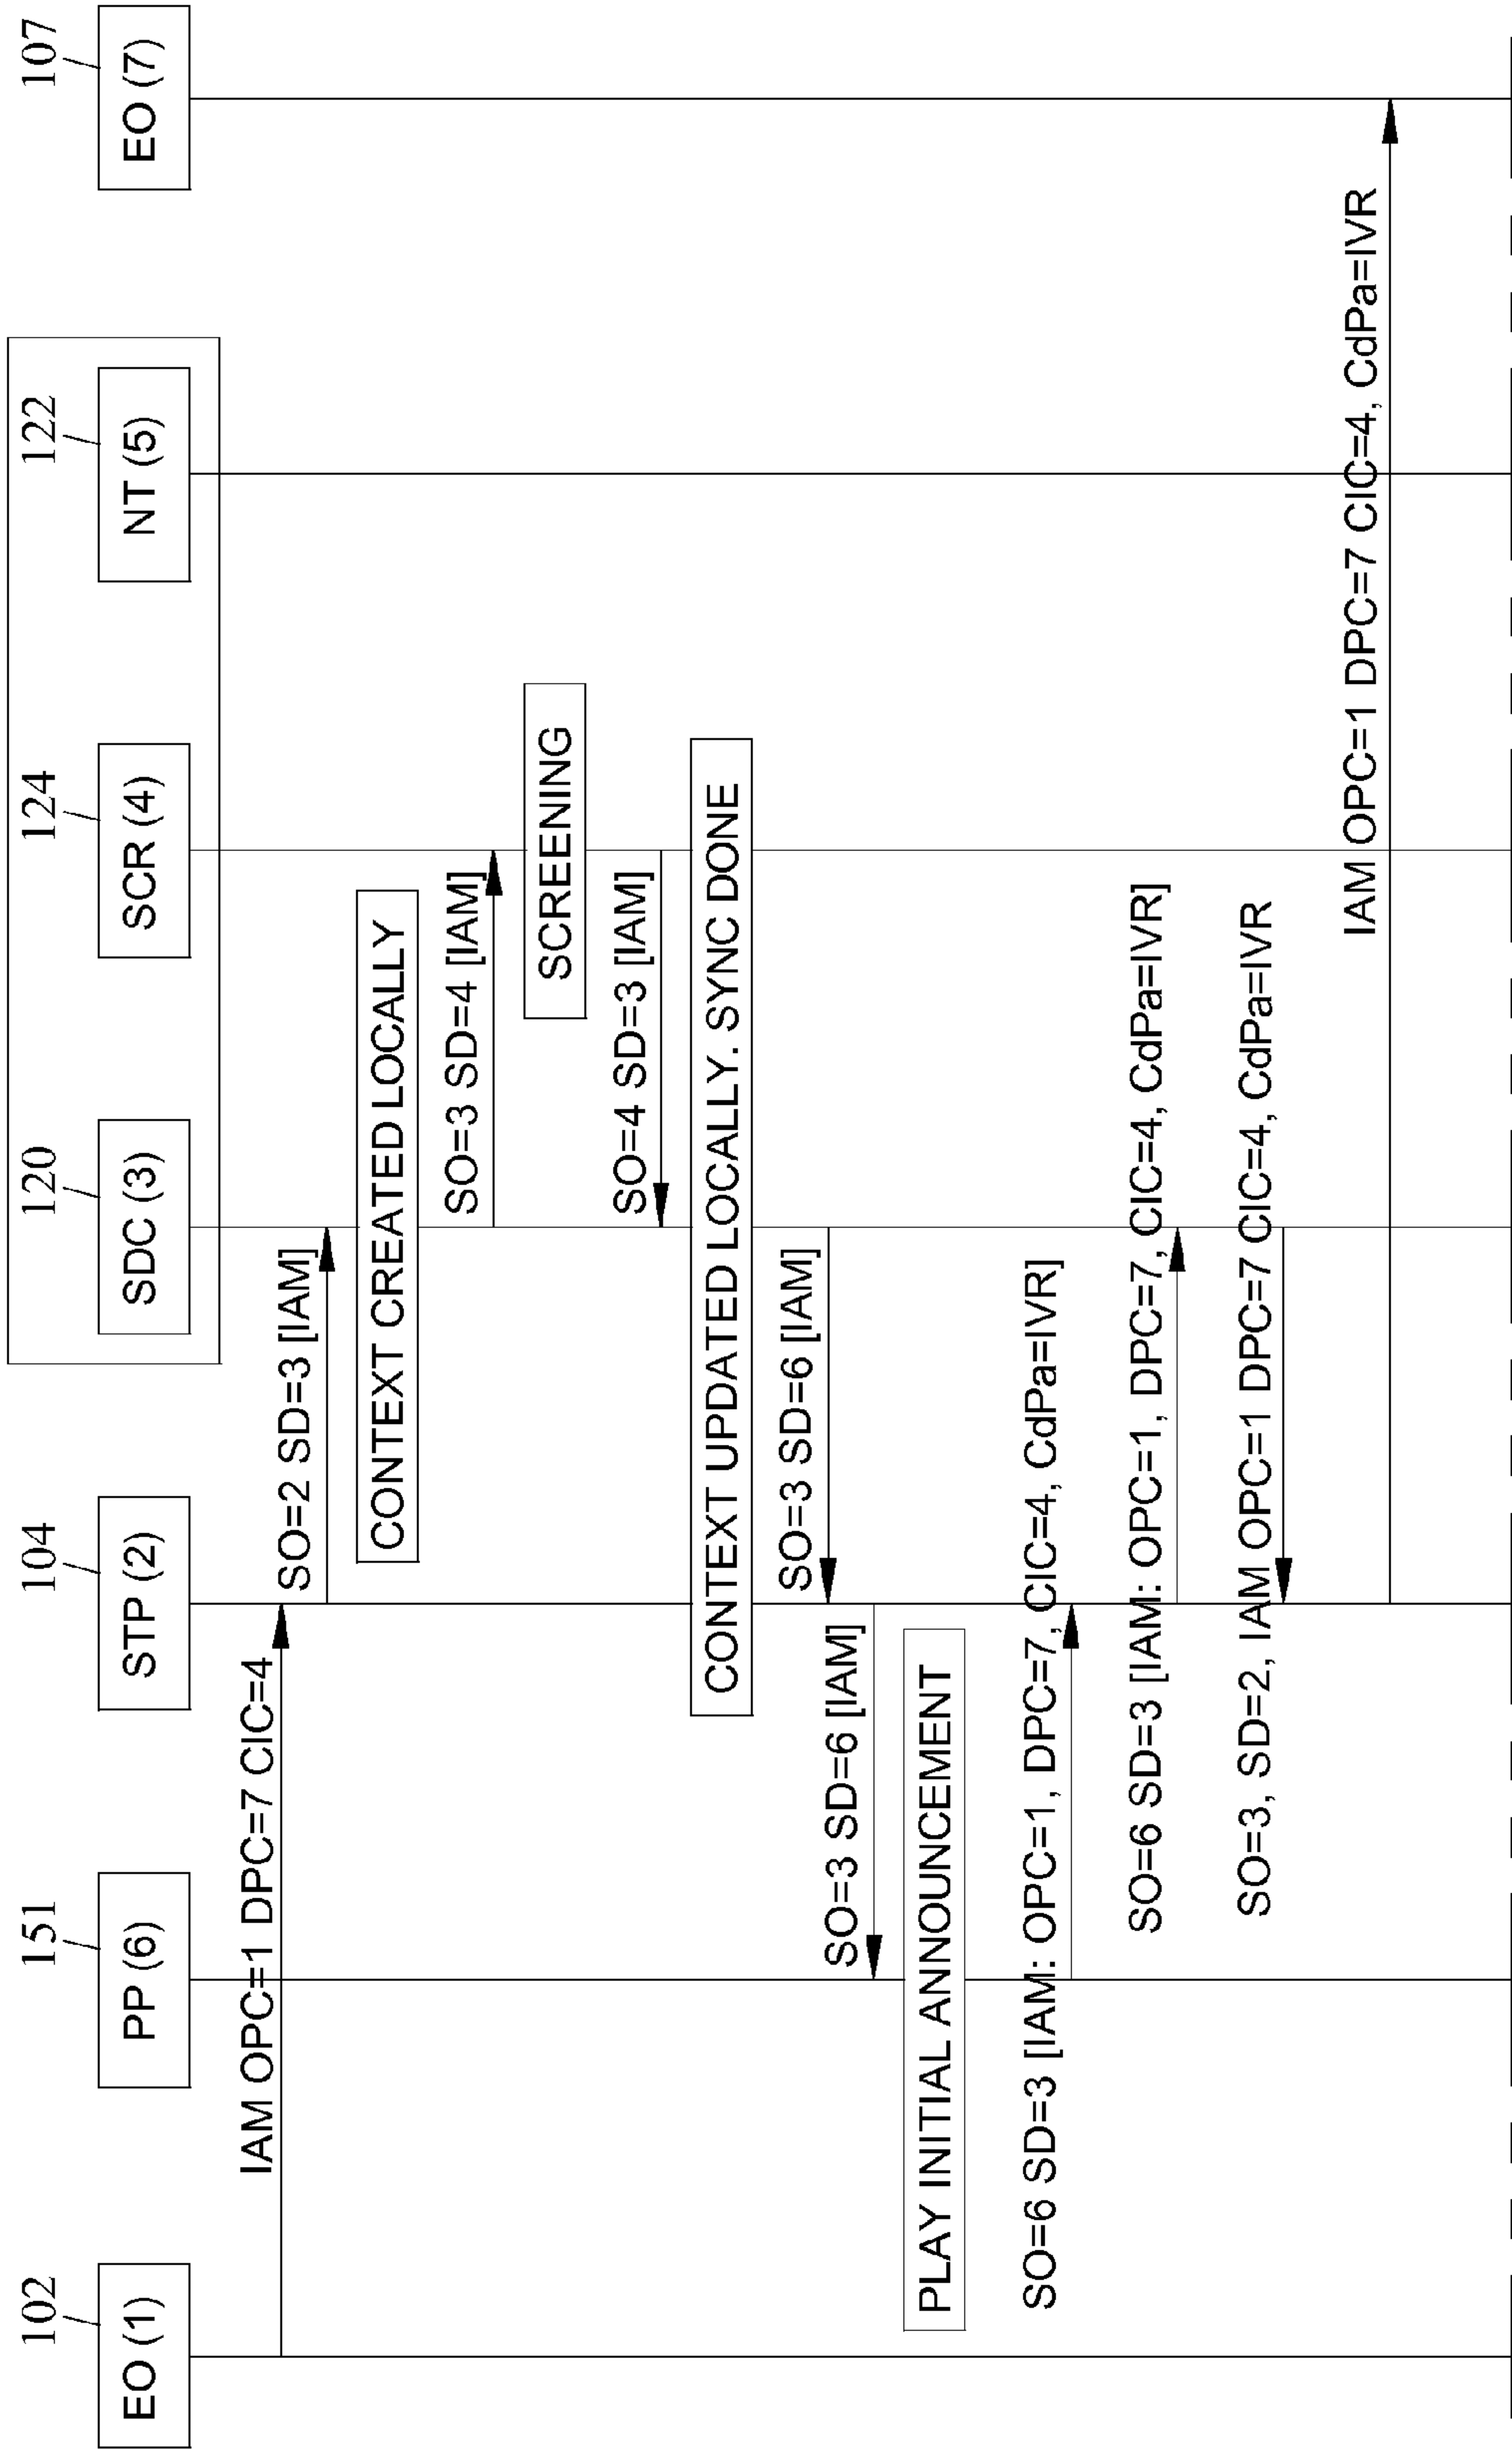 102
151
104
120
124
122
107
EO (1)
PP (6)
STP (2)
SDC (3)
SCR (4)
NT (5)
EO (7)
IAM OPC=1 DPC=7 CIC=4
SO=2 SD=3 [IAM]
CONTEXT CREATED LOCALLY
SO=3 SD=4 [IAM]
SCREENING
SO=4 SD=3 [IAM]
CONTEXT UPDATED LOCALLY. SYNC DONE
SO=3 SD=6 [IAM]
SO=3 SD=6 [IAM]
PLAY INITIAL ANNOUNCEMENT
SO=6 SD=3 [IAM: OPC=1, DPC=7, CIC=4, CdPa=IVR]
SO=6 SD=3 [IAM: OPC=1, DPC=7, CIC=4, CdPa=IVR]
SO=3, SD=2, IAM OPC=1 DPC=7 CIC=4, CdPa=IVR
IAM OPC=1 DPC=7 CIC=4, CdPa=IVR